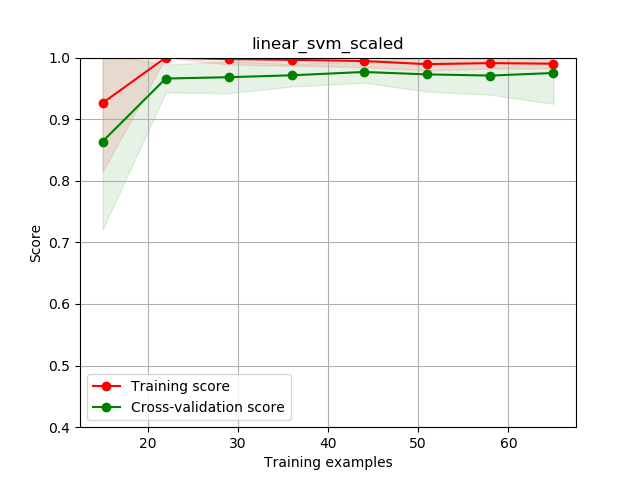 linear_svm_scaled
1.0
0.9
0.8
0.7
0.6
0.5
0.4
Score
Training score
Cross-validation score
20 30 40 50 60
Training examples